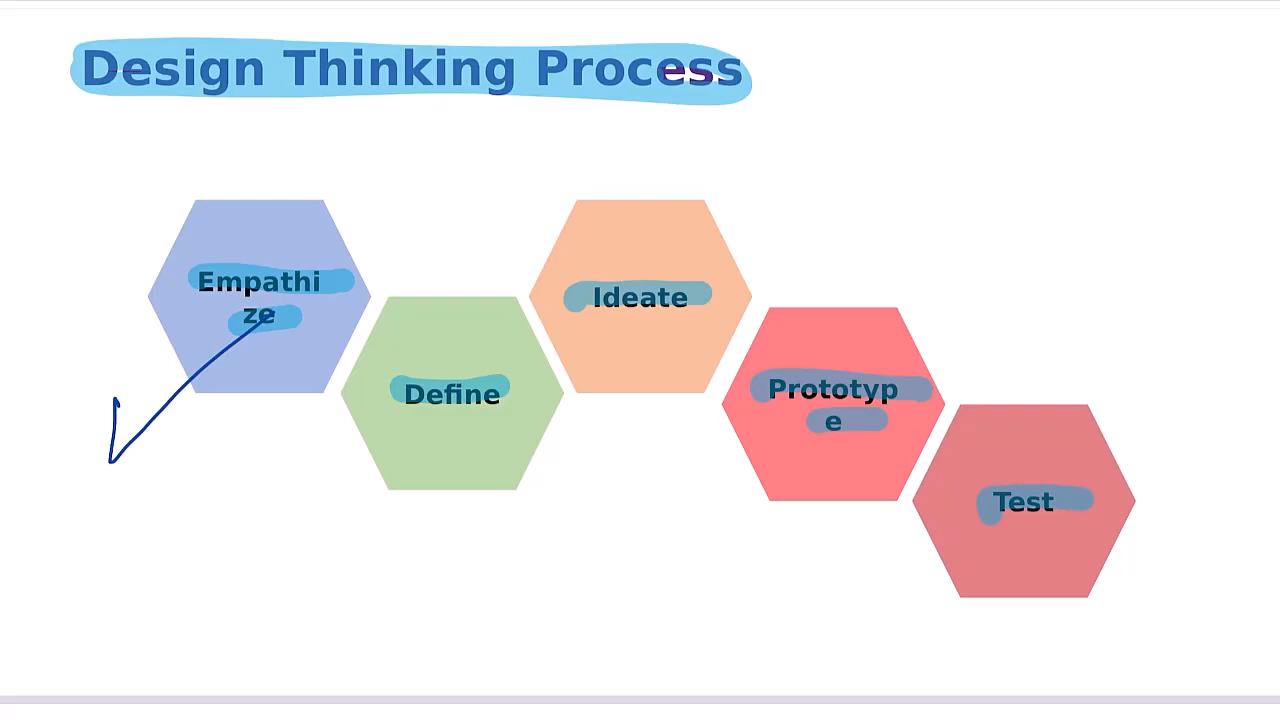 Design Thinking Process
Empathi
ze
Define
Ideate
Prototyp
e
Test